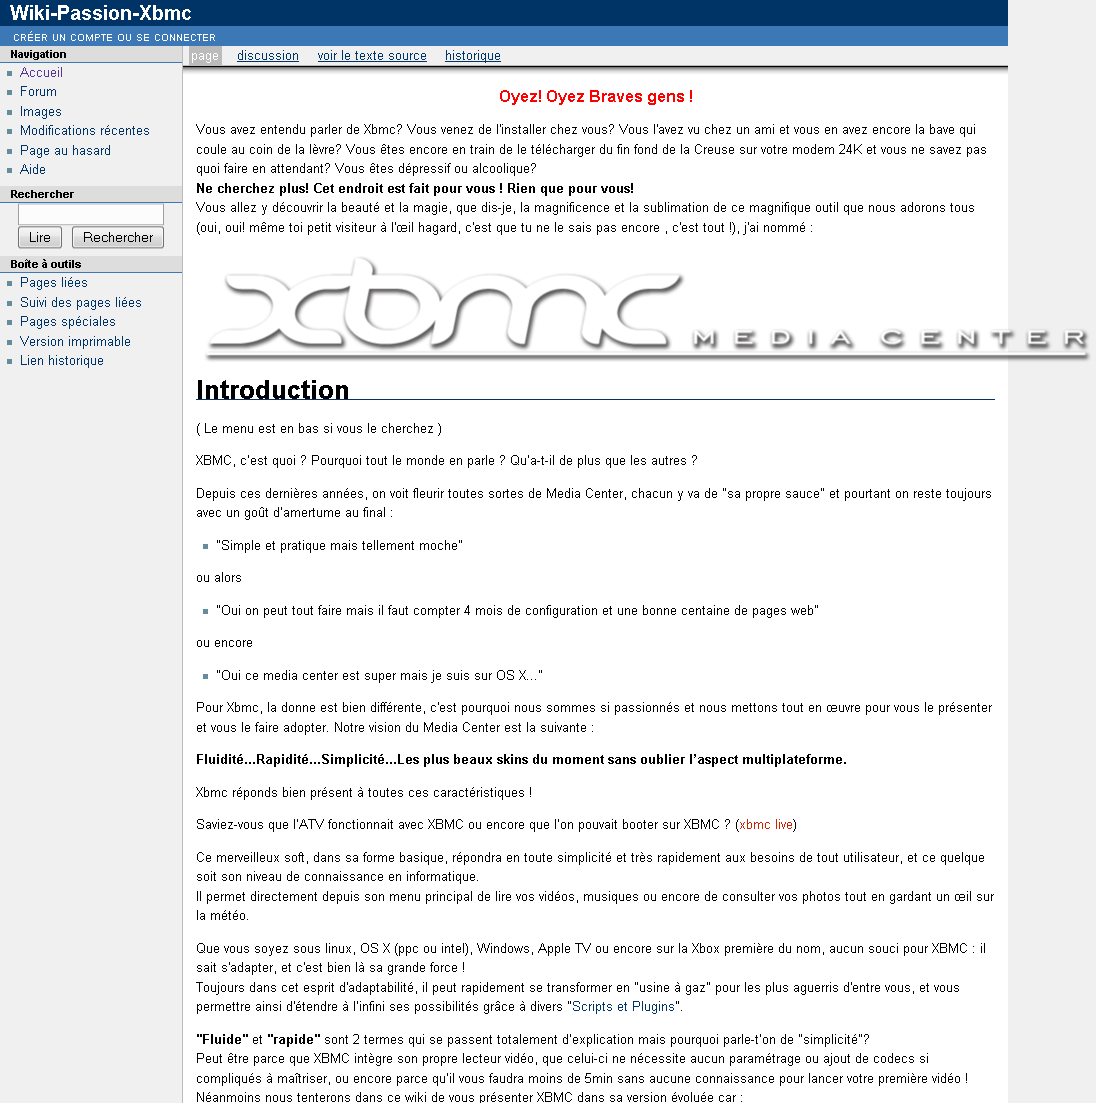 Wiki-Passion-Xbmc
CRÉER UN COMPTE OU SE CONNECTER
Navigation
Accueil
Forum
Images
Modifications récentes
Page au hasard
Aide
Rechercher
Lire Rechercher
Boîte à outils
Pages liées
Suivi des pages liées
Pages spéciales
Version imprimable
Lien historique
page discussion voir le texte source historique
Oyez! Oyez Braves gens !
Vous avez entendu parler de Xbmc? Vous venez de l'installer chez vous? Vous l'avez vu chez un ami et vous en avez encore la bave qui
coule au coin de la lèvre? Vous êtes encore en train de le télécharger du fin fond de la Creuse sur votre modem 24K et vous ne savez pas
quoi faire en attendant? Vous êtes dépressif ou alcoolique?
Ne cherchez plus! Cet endroit est fait pour vous ! Rien que pour vous!
Vous allez y découvrir la beauté et la magie, que dis-je, la magnificence et la sublimation de ce magnifique outil que nous adorons tous
(oui, oui! même toi petit visiteur à l'œil hagard, c'est que tu ne le sais pas encore , c'est tout !), j'ai nommé :
xbmc MEDIA CENTER
Introduction
( Le menu est en bas si vous le cherchez )
XBMC, c'est quoi ? Pourquoi tout le monde en parle ? Qu'a-t-il de plus que les autres ?
Depuis ces dernières années, on voit fleurir toutes sortes de Media Center, chacun y va de "sa propre sauce" et pourtant on reste toujours
avec un goût d'amertume au final :
"Simple et pratique mais tellement moche"
ou alors
"Oui on peut tout faire mais il faut compter 4 mois de configuration et une bonne centaine de pages web"
ou encore
"Oui ce media center est super mais je suis sur OS X..."
Pour Xbmc, la donne est bien différente, c'est pourquoi nous sommes si passionnés et nous mettons tout en œuvre pour vous le présenter
et vous le faire adopter. Notre vision du Media Center est la suivante :
Fluidité...Rapidité...Simplicité...Les plus beaux skins du moment sans oublier l'aspect multiplateforme.
Xbmc réponds bien présent à toutes ces caractéristiques !
Saviez-vous que l'ATV fonctionnait avec XBMC ou encore que l'on pouvait booter sur XBMC ? (xbmc live)
Ce merveilleux soft, dans sa forme basique, répondra en toute simplicité et très rapidement aux besoins de tout utilisateur, et ce quelque
soit son niveau de connaissance en informatique.
Il permet directement depuis son menu principal de lire vos vidéos, musiques ou encore de consulter vos photos tout en gardant un œil sur
la météo.
Que vous soyez sous linux, OS X (ppc ou intel), Windows, Apple TV ou encore sur la Xbox première du nom, aucun souci pour XBMC : il
sait s'adapter, et c'est bien là sa grande force !
Toujours dans cet esprit d'adaptabilité, il peut rapidement se transformer en "usine à gaz" pour les plus aguerris d'entre vous, et vous
permettre ainsi d'étendre à l'infini ses possibilités grâce à divers "Scripts et Plugins".
"Fluide" et "rapide" sont 2 termes qui se passent totalement d'explication mais pourquoi parle-t'on de "simplicité"?
Peut être parce que XBMC intègre son propre lecteur vidéo, que celui-ci ne nécessite aucun paramétrage ou ajout de codecs si
compliqués à maîtriser, ou encore parce qu'il vous faudra moins de 5min sans aucune connaissance pour lancer votre première vidéo !
Néanmoins nous tenterons dans ce wiki de vous présenter XBMC dans sa version évoluée car :